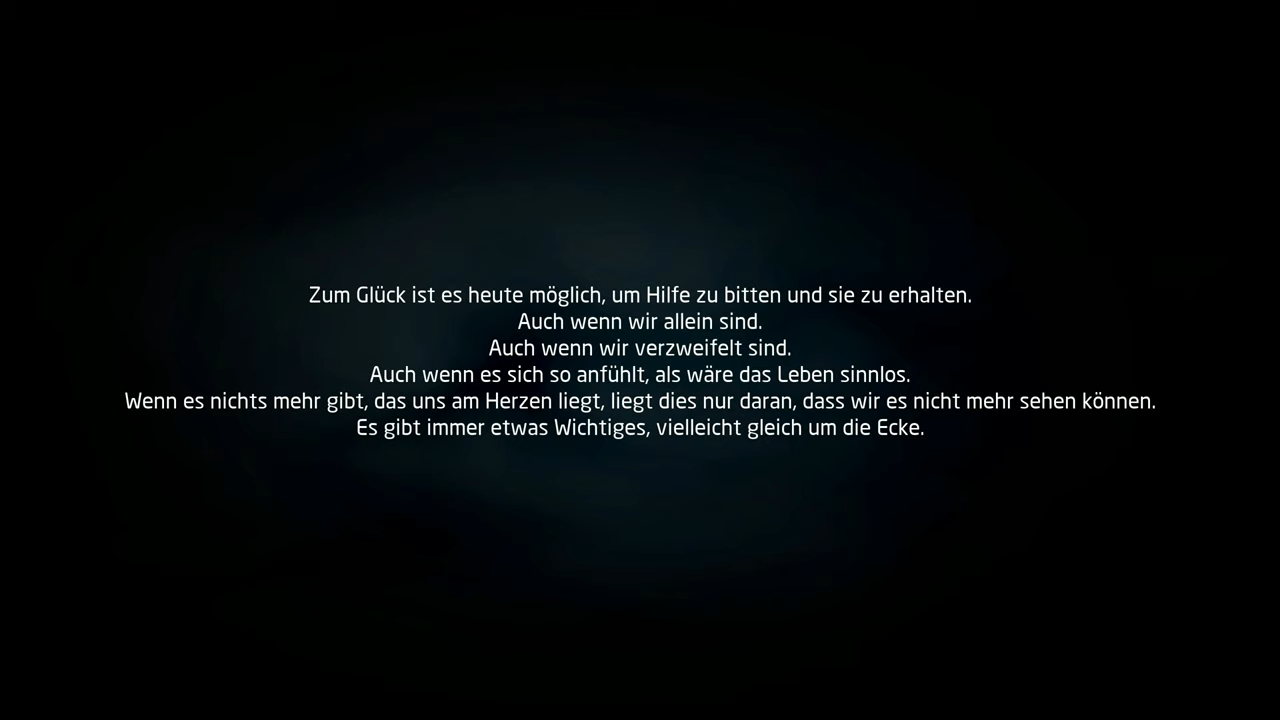 Zum Glück ist es heute möglich, um Hilfe zu bitten und sie zu erhalten.
Auch wenn wir allein sind.
Auch wenn wir verzweifelt sind.
Auch wenn es sich so anfühlt, als wäre das Leben sinnlos.
Wenn es nichts mehr gibt, das uns am Herzen liegt, liegt dies nur daran, dass wir es nicht mehr sehen können.
Es gibt immer etwas Wichtiges, vielleicht gleich um die Ecke.